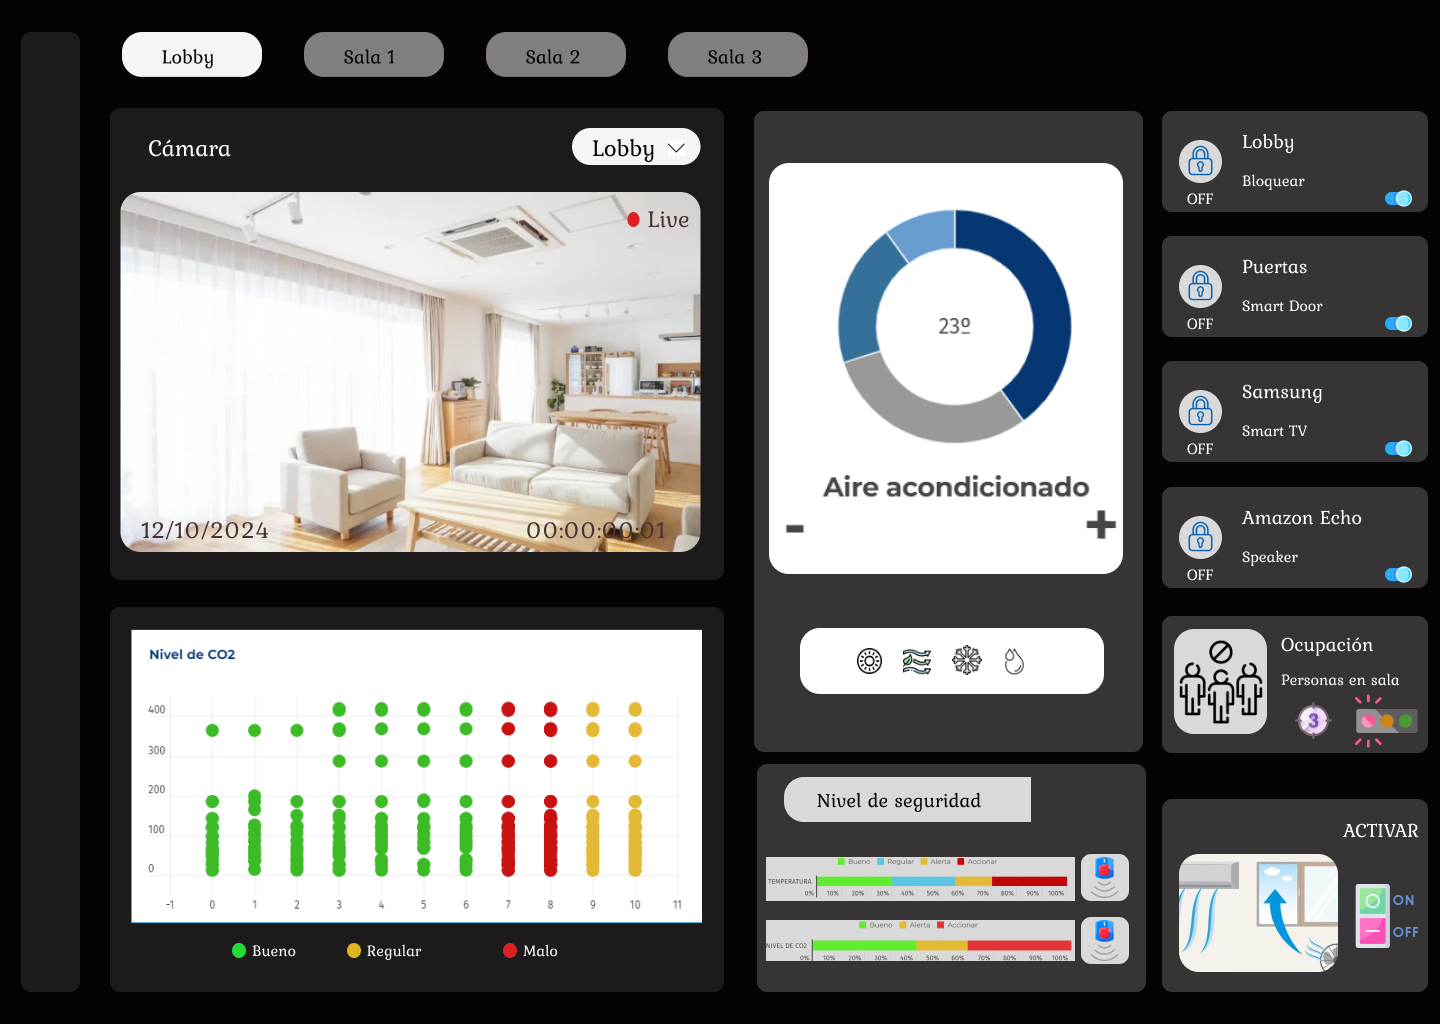 Lobby
Sala 1
Sala 2
Sala 3
Cámara
Lobby
Live
12/10/2024
00:00:00:01
Nivel de CO2
400
300
200
100
0
-1 0 1 2 3 4 5 6 7 8 9 10 11
Bueno
Regular
Malo
23º
Aire acondicionado
- +
Nivel de seguridad
Bueno Regular Alerta Accionar
TEMPERATURA
0% 10% 20% 30% 40% 50% 60% 70% 80% 90% 100%
Bueno Alerta Accionar
NIVEL DE CO2
0% 10% 20% 30% 40% 50% 60% 70% 80% 90% 100%
Lobby
Bloquear
OFF
Puertas
Smart Door
OFF
Samsung
Smart TV
OFF
Amazon Echo
Speaker
OFF
Ocupación
Personas en sala
3
ACTIVAR
ON
OFF